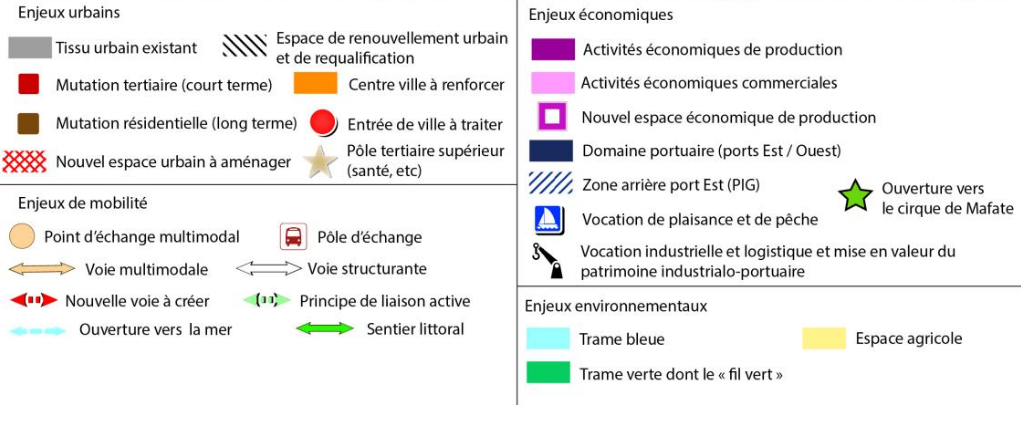 Enjeux urbains
Tissu urbain existant
Espace de renouvellement urbain
et de requalification
Mutation tertiaire (court terme)
Centre ville à renforcer
Mutation résidentielle (long terme)
Entrée de ville à traiter
Nouvel espace urbain à aménager
Pôle tertiaire supérieur
(santé, etc)
Enjeux de mobilité
Point d'échange multimodal
Pôle d'échange
Voie multimodale
Voie structurante
Nouvelle voie à créer
Principe de liaison active
Ouverture vers la mer
Sentier littoral
Enjeux économiques
Activités économiques de production
Activités économiques commerciales
Nouvel espace économique de production
Domaine portuaire (ports Est / Ouest)
Zone arrière port Est (PIG)
Ouverture vers
le cirque de Mafate
Vocation de plaisance et de pêche
Vocation industrielle et logistique et mise en valeur du
patrimoine industrialo-portuaire
Enjeux environnementaux
Trame bleue
Espace agricole
Trame verte dont le « fil vert »